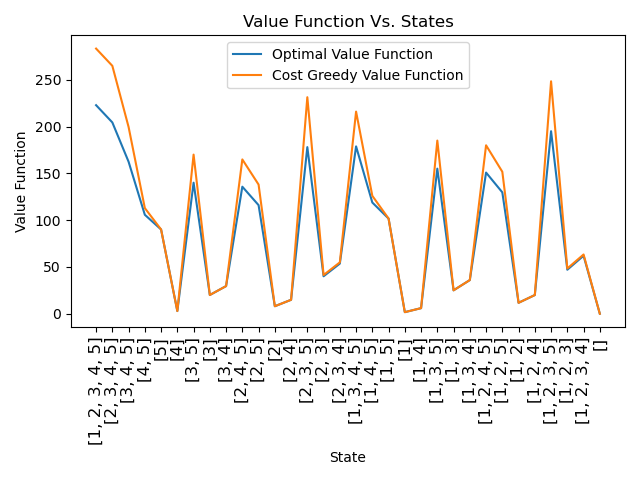 Value Function Vs. States
Optimal Value Function
Cost Greedy Value Function
Value Function
250
200
150
100
50
0
[1, 2, 3, 4, 5]
[2, 3, 4, 5]
[3, 4, 5]
[4, 5]
[5]
[4]
[3, 5]
[3]
[3, 4]
[2, 4, 5]
[2, 5]
[2]
[2, 4]
[2, 3, 5]
[2, 3]
[2, 3, 4]
[1, 3, 4, 5]
[1, 4, 5]
[1, 5]
[1]
[1, 4]
[1, 3, 5]
[1, 3]
[1, 3, 4]
[1, 2, 4, 5]
[1, 2, 5]
[1, 2]
[1, 2, 4]
[1, 2, 3, 5]
[1, 2, 3]
[1, 2, 3, 4]
[]
State